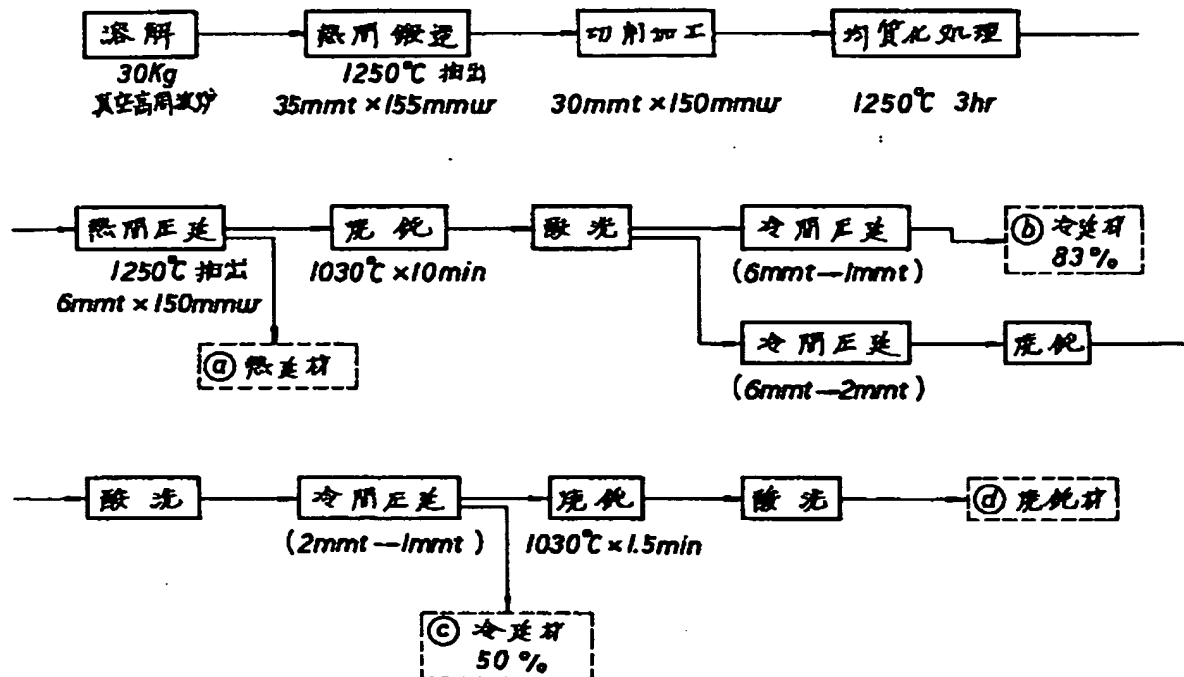 溶解
30Kg
真空高周波炉
熱間鍛造
1250℃ 抽出
35mmt×155mmw
切削加工
30mmt×150mmw
均質化処理
1250℃ 3hr
熱間圧延
1250℃ 抽出
6mmt×150mmw
ⓐ 熱延材
焼鈍
1030℃×10min
酸洗
冷間圧延
(6mmt—1mmt)
ⓑ 冷延材
83%
冷間圧延
(6mmt—2mmt)
焼鈍
酸洗
冷間圧延
(2mmt—1mmt)
ⓒ 冷延材
50%
焼鈍
1030℃×1.5min
酸洗
ⓓ 焼鈍材